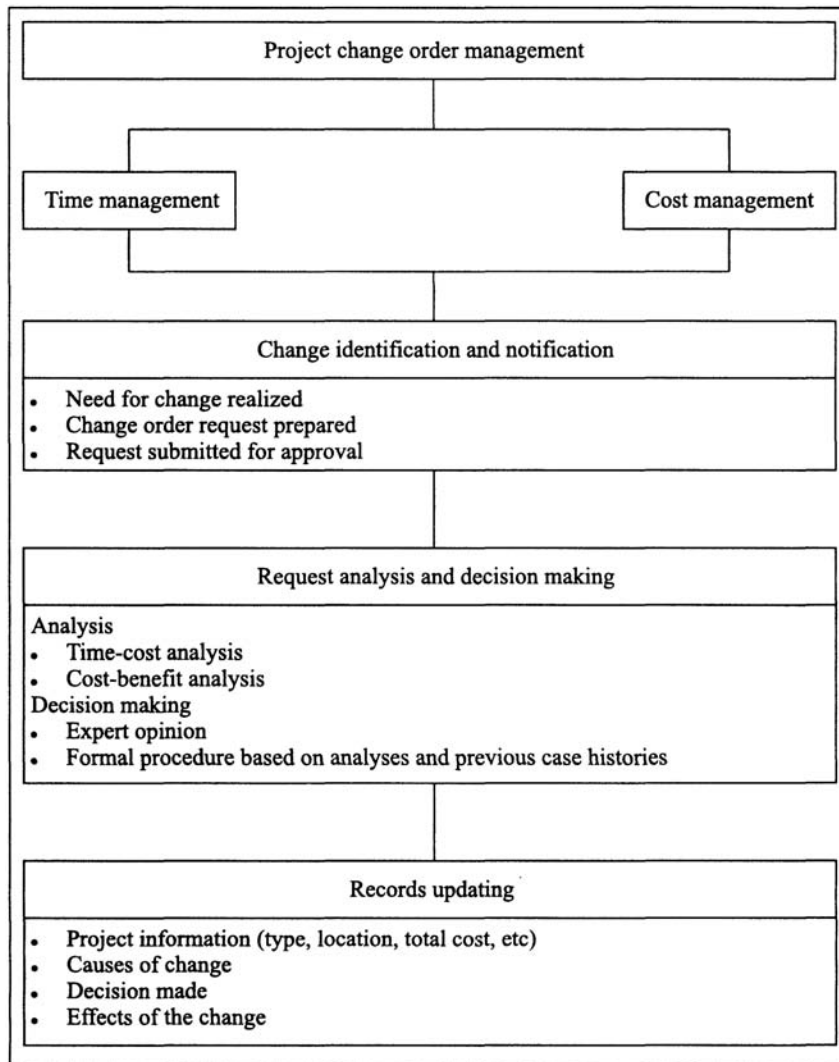 Project change order management
Time management
Cost management
Change identification and notification
• Need for change realized
• Change order request prepared
• Request submitted for approval
Request analysis and decision making
Analysis
• Time-cost analysis
• Cost-benefit analysis
Decision making
• Expert opinion
• Formal procedure based on analyses and previous case histories
Records updating
• Project information (type, location, total cost, etc)
• Causes of change
• Decision made
• Effects of the change